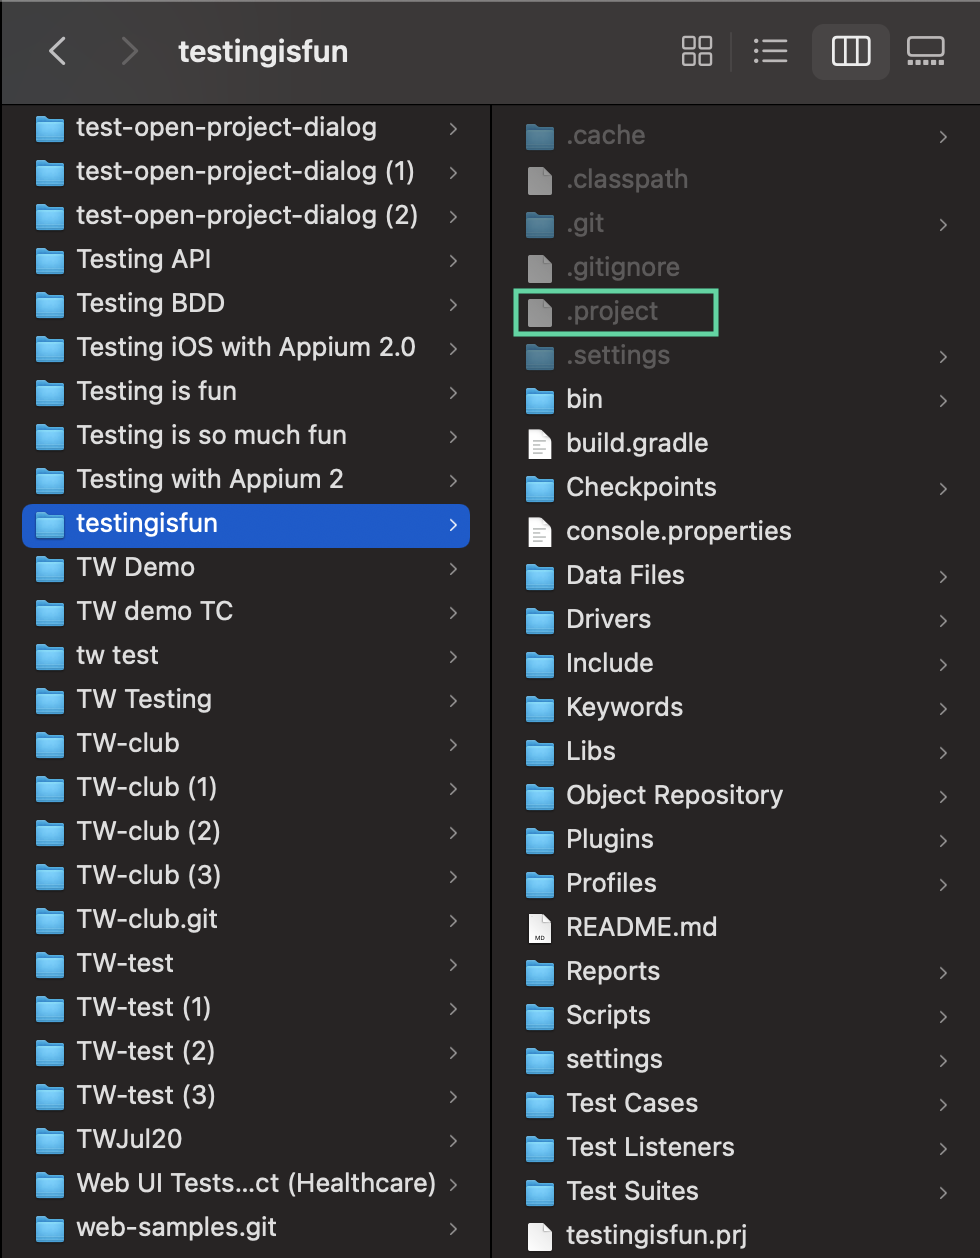 testingisfun
test-open-project-dialog
test-open-project-dialog (1)
test-open-project-dialog (2)
Testing API
Testing BDD
Testing iOS with Appium 2.0
Testing is fun
Testing is so much fun
Testing with Appium 2
testingisfun
TW Demo
TW demo TC
tw test
TW Testing
TW-club
TW-club (1)
TW-club (2)
TW-club (3)
TW-club.git
TW-test
TW-test (1)
TW-test (2)
TW-test (3)
TWJul20
Web UI Tests...ct (Healthcare)
web-samples.git
.cache
.classpath
.git
.gitignore
.project
.settings
bin
build.gradle
Checkpoints
console.properties
Data Files
Drivers
Include
Keywords
Libs
Object Repository
Plugins
Profiles
MD
README.md
Reports
Scripts
settings
Test Cases
Test Listeners
Test Suites
testingisfun.prj